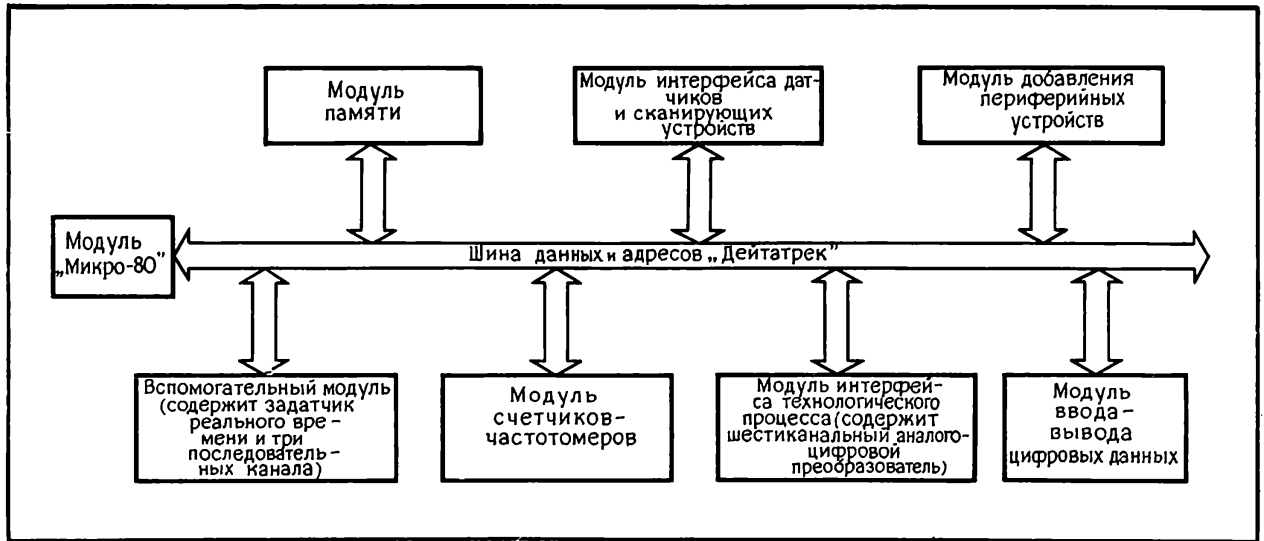 Модуль
памяти
Модуль интерфейса дат-
чиков
и сканирующих
устройств
Модуль добавления
периферийных
устройств
Модуль
„Микро-80"
Шина данных и адресов „Дейтатрек"
Вспомогательный модуль
(содержит задатчик
реального вре-
мени и три
последователь-
ных канала)
Модуль
счетчиков-
частотомеров
Модуль интерфей-
са технологического
процесса (содержит
шестиканальный аналого-
цифровой
преобразователь)
Модуль
ввода-
вывода
цифровых данных